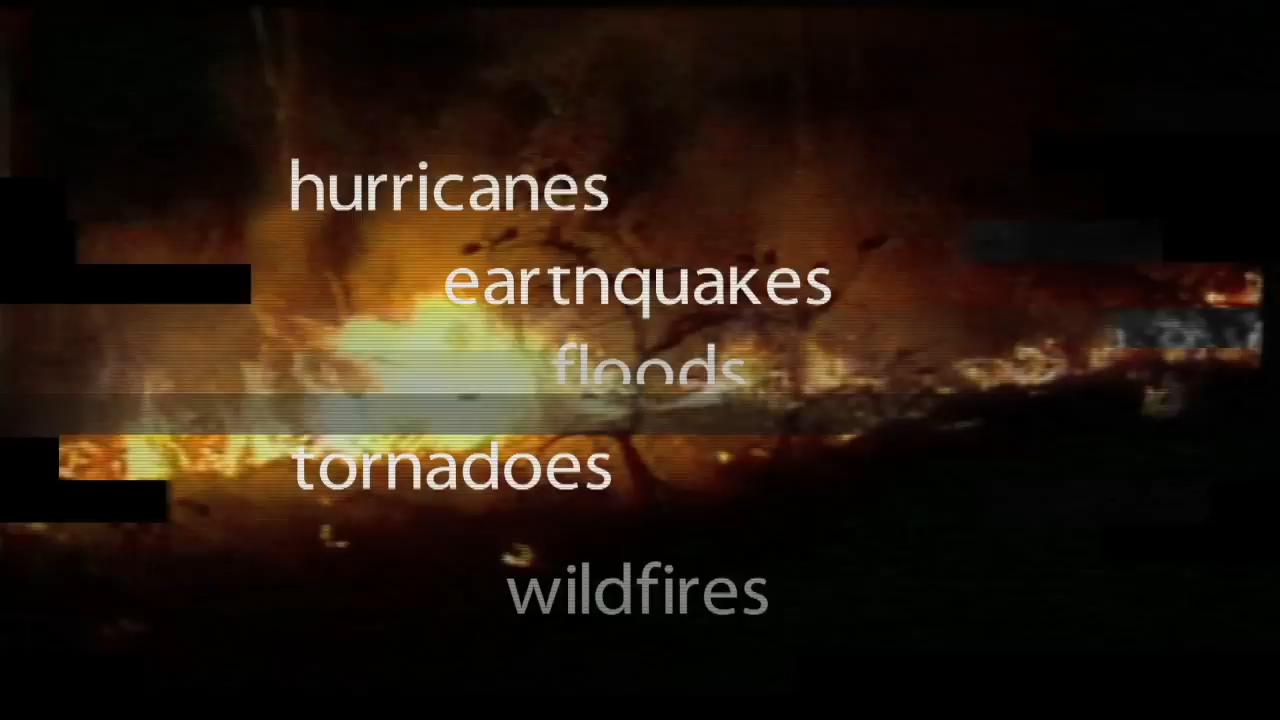 hurricanes
earthquakes
floods
tornadoes
wildfires